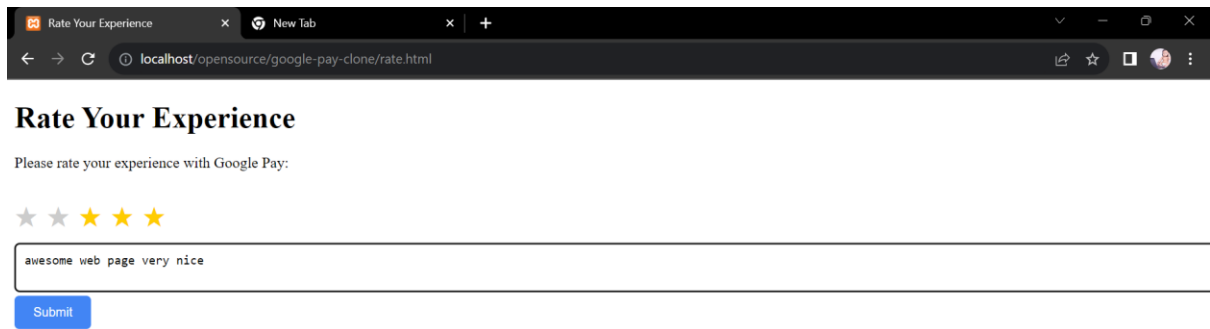 Rate Your Experience
New Tab
localhost/opensource/google-pay-clone/rate.html
Rate Your Experience
Please rate your experience with Google Pay:
awesome web page very nice
Submit